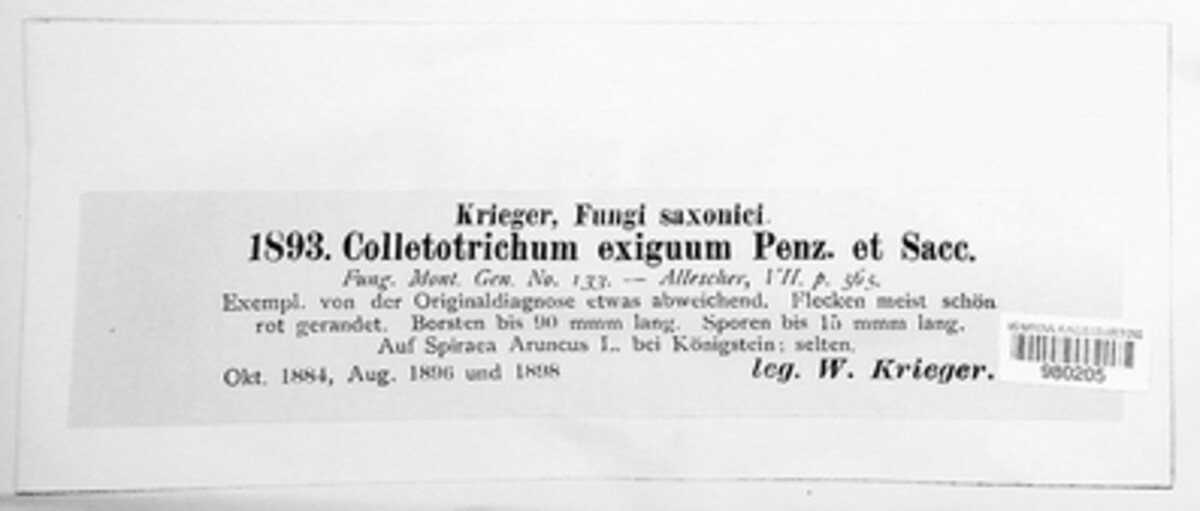 Krieger, Fungi saxonici.
1893. Colletotrichum exiguum Penz. et Sacc.
Fung. Mont. Gen. No. 133. — Allescher, VII. p. 565.
Exempl. von der Originaldiagnose etwas abweichend. Flecken meist schön
rot gerandet. Borsten bis 90 mmm lang. Sporen bis 15 mmm lang.
Auf Spiraea Aruncus L. bei Königstein; selten.
Okt. 1884, Aug. 1896 und 1898
leg. W. Krieger.
980205